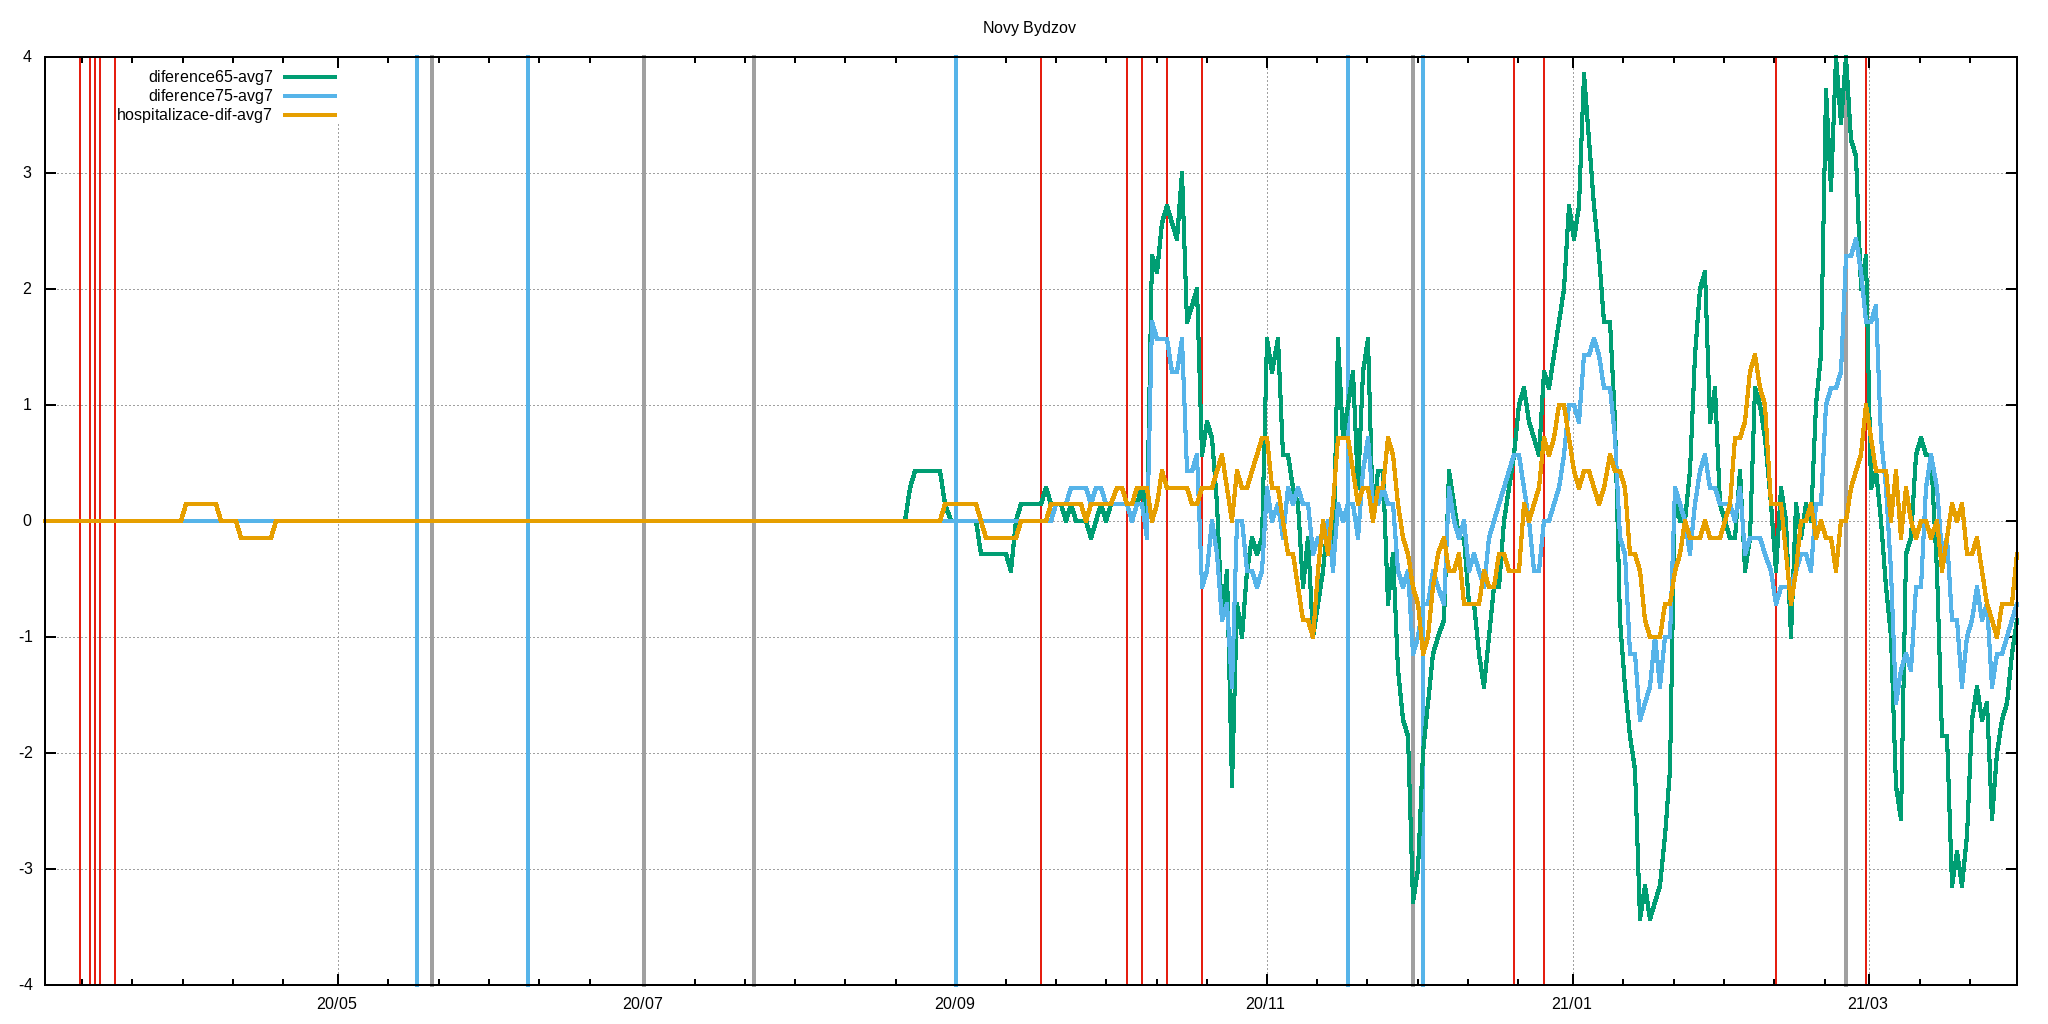 Novy Bydzov
4
diference65-avg7
diference75-avg7
hospitalizace-dif-avg7
3
2
1
0
-1
-2
-3
-4
20/05 20/07 20/09 20/11 21/01 21/03